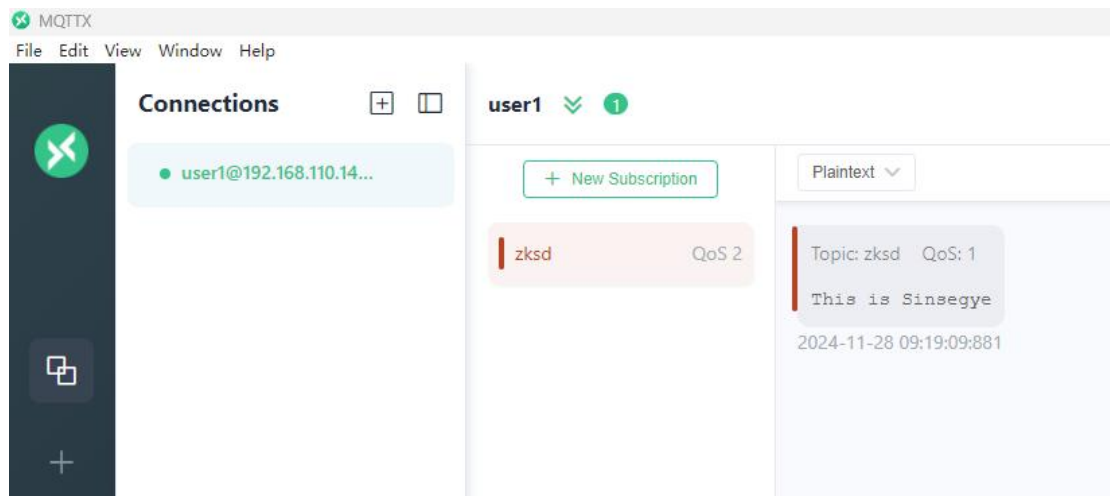 MQTTX
File Edit View Window Help
Connections
user1@192.168.110.14...
user1 1
+ New Subscription
zksd QoS 2
Plaintext
Topic: zksd QoS: 1
This is Sinsegye
2024-11-28 09:19:09:881